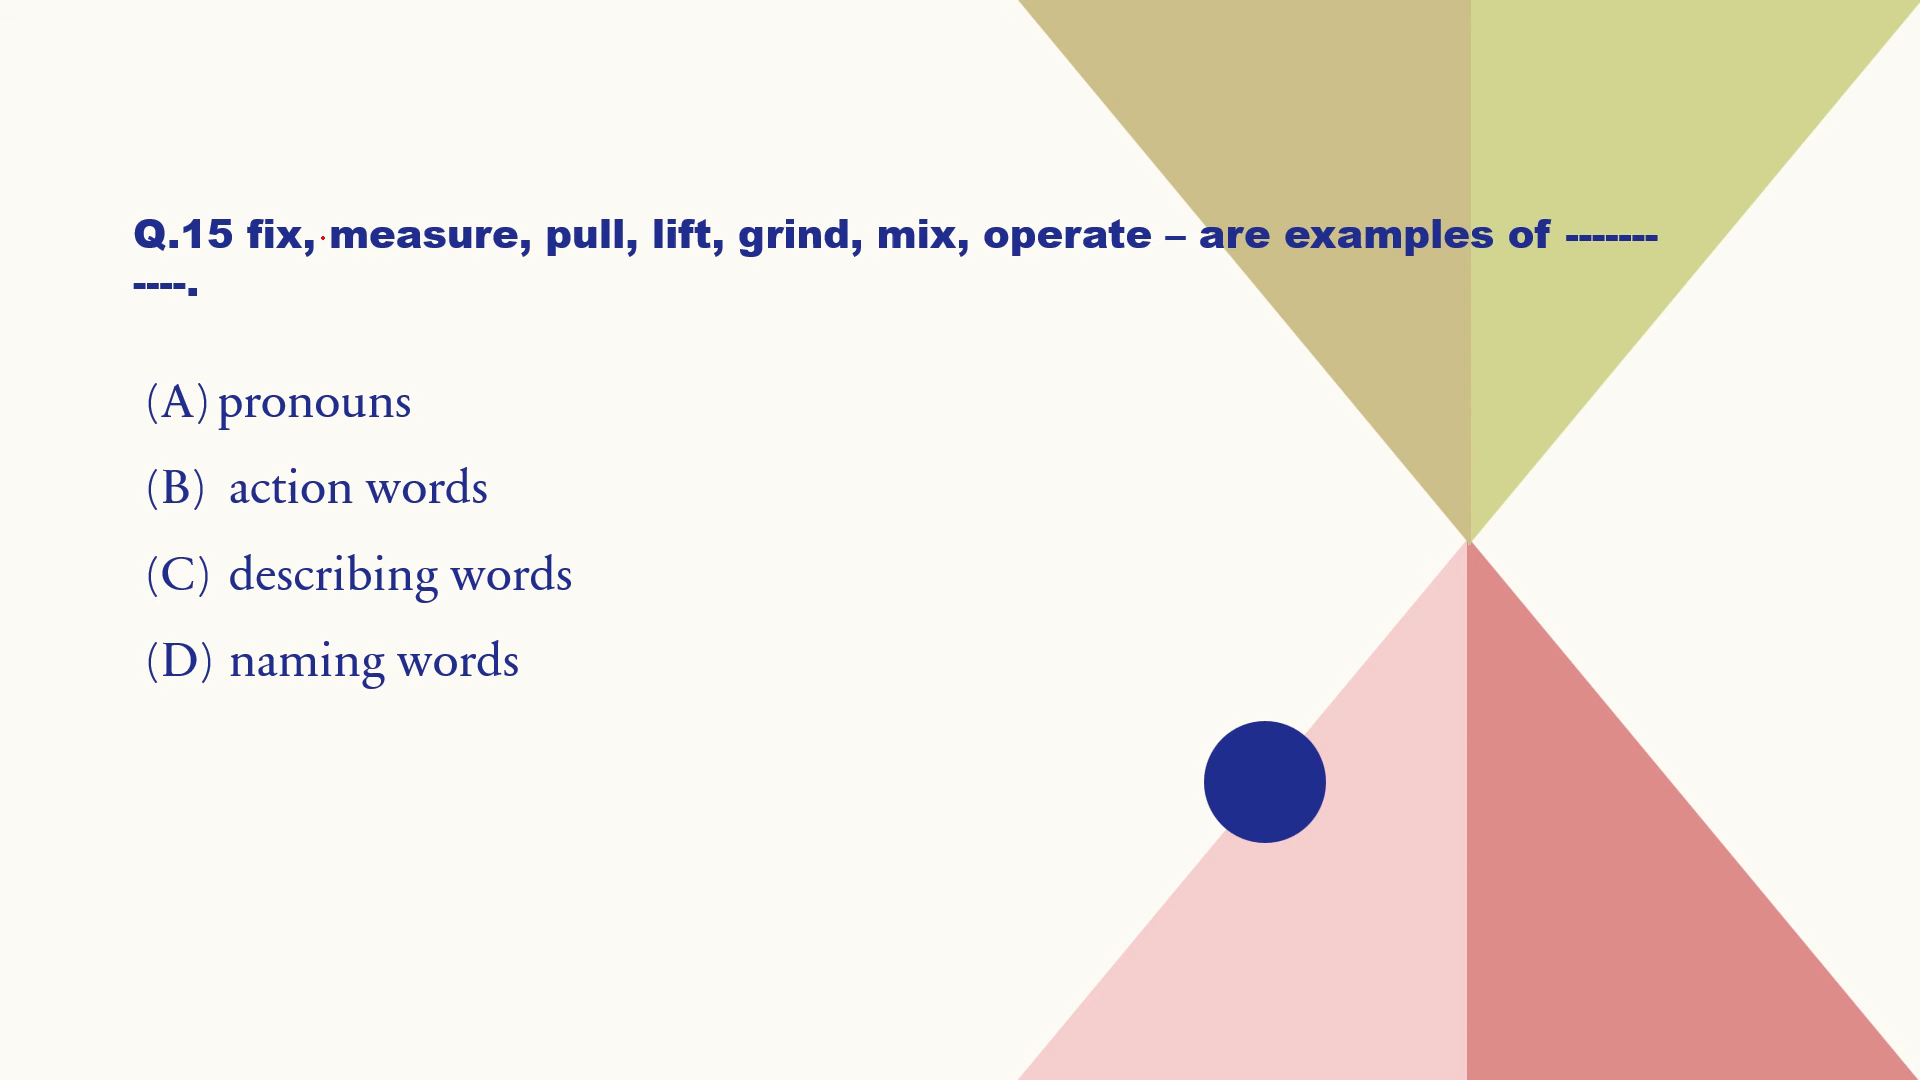 Q.15 fix, measure, pull, lift, grind, mix, operate – are examples of -------
----.
(A) pronouns
(B) action words
(C) describing words
(D) naming words